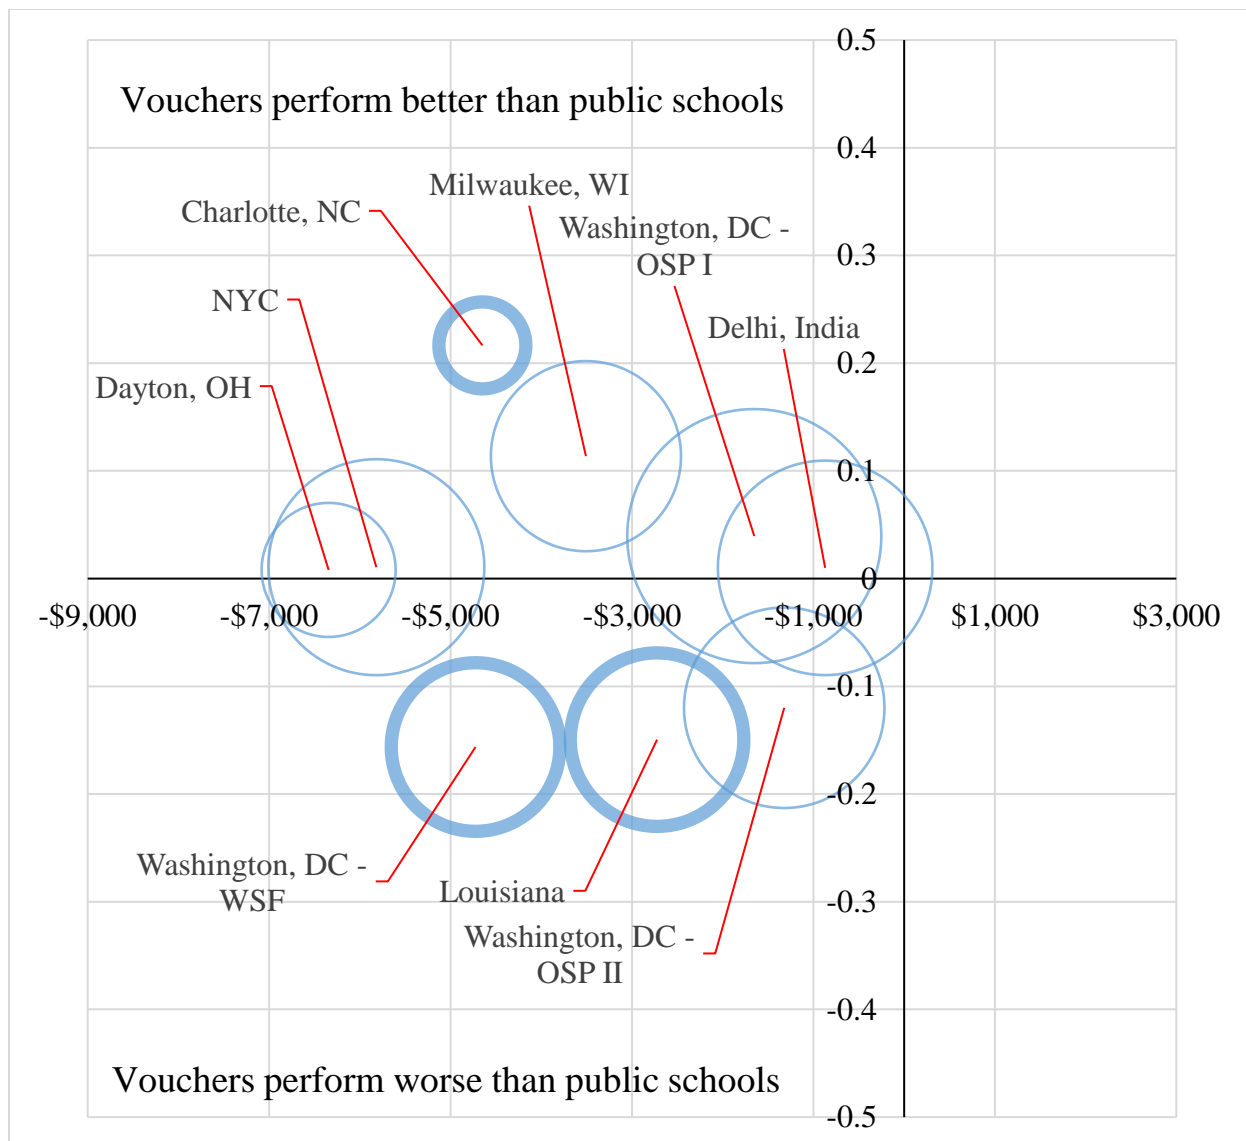 0.5
Vouchers perform better than public schools
0.4
Milwaukee, WI
Charlotte, NC
Washington, DC -
OSP I
0.3
NYC
Delhi, India
0.2
Dayton, OH
0.1
0
-$9,000 -$7,000 -$5,000 -$3,000 -$1,000 $1,000 $3,000
-0.1
-0.2
Washington, DC -
WSF
Louisiana
-0.3
Washington, DC -
OSP II
-0.4
Vouchers perform worse than public schools
-0.5